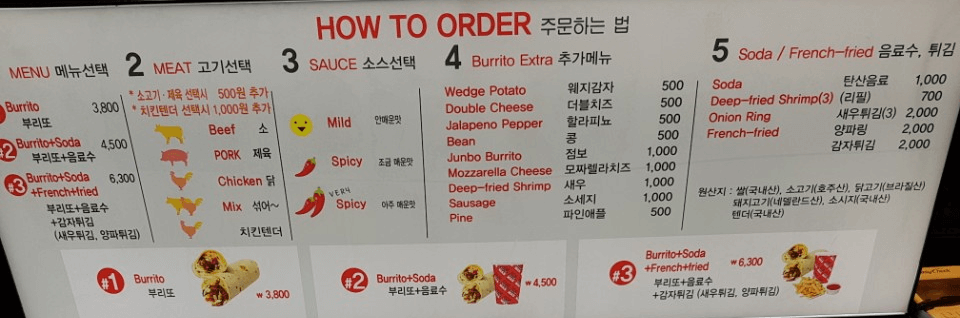 HOW TO ORDER 주문하는 법
MENU 메뉴선택
Burrito 3,800
부리또
#2 Burrito+Soda 4,500
부리또+음료수
#3 Burrito+Soda 6,300
+French+fried
부리또+음료수
+감자튀김
(새우튀김, 양파튀김)
2 MEAT 고기선택
* 소고기·제육 선택시 500원 추가
* 치킨텐더 선택시 1,000원 추가
Beef 소
PORK 제육
Chicken 닭
Mix 섞어~
치킨텐더
3 SAUCE 소스선택
Mild 안매운맛
Spicy 조금 매운맛
VERY
Spicy 아주 매운맛
4 Burrito Extra 추가메뉴
Wedge Potato 웨지감자 500
Double Cheese 더블치즈 500
Jalapeno Pepper 할라피뇨 500
Bean 콩 500
Junbo Burrito 점보 1,000
Mozzarella Cheese 모짜렐라치즈 1,000
Deep-fried Shrimp 새우 1,000
Sausage 소세지 1,000
Pine 파인애플 500
5 Soda / French-fried 음료수, 튀김
Soda 탄산음료 1,000
Deep-fried Shrimp(3) (리필) 700
Onion Ring 새우튀김(3) 2,000
French-fried 양파링 2,000
감자튀김 2,000
원산지 : 쌀(국내산), 소고기(호주산), 닭고기(브라질산)
돼지고기(네델란드산), 소시지(국내산)
텐더(국내산)
#1 Burrito
부리또
₩3,800
#2 Burrito+Soda
부리또+음료수
₩4,500
#3 Burrito+Soda
+French+fried
₩6,300
부리또+음료수
+감자튀김 (새우튀김, 양파튀김)